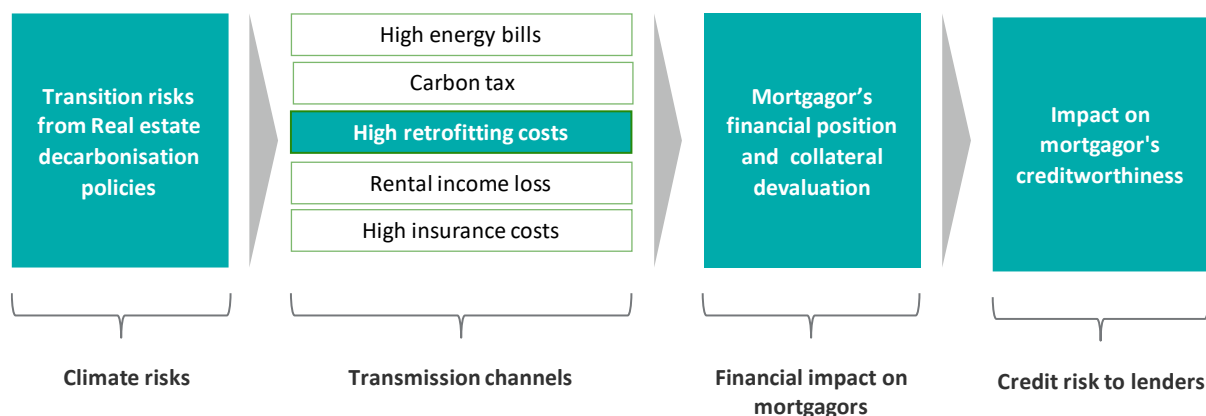 Transition risks
from Real estate
decarbonisation
policies
High energy bills
Carbon tax
High retrofitting costs
Rental income loss
High insurance costs
Mortgagor’s
financial position
and collateral
devaluation
Impact on
mortgagor's
creditworthiness
Climate risks
Transmission channels
Financial impact on
mortgagors
Credit risk to lenders